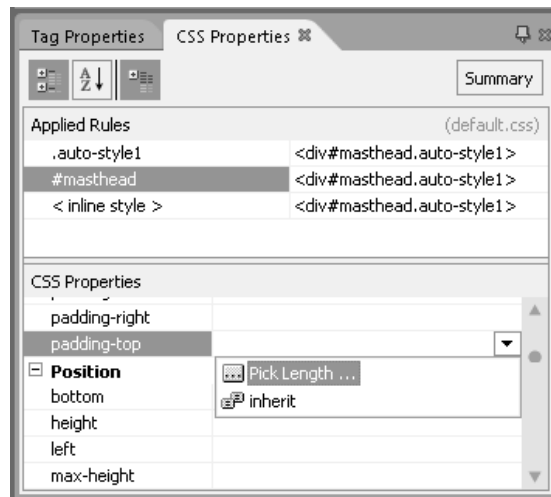 Tag Properties CSS Properties
Summary
Applied Rules (default.css)
.auto-style1 <div#masthead.auto-style1>
#masthead <div#masthead.auto-style1>
< inline style > <div#masthead.auto-style1>
CSS Properties
padding-right
padding-top
Position
Pick Length ...
bottom
inherit
height
left
max-height